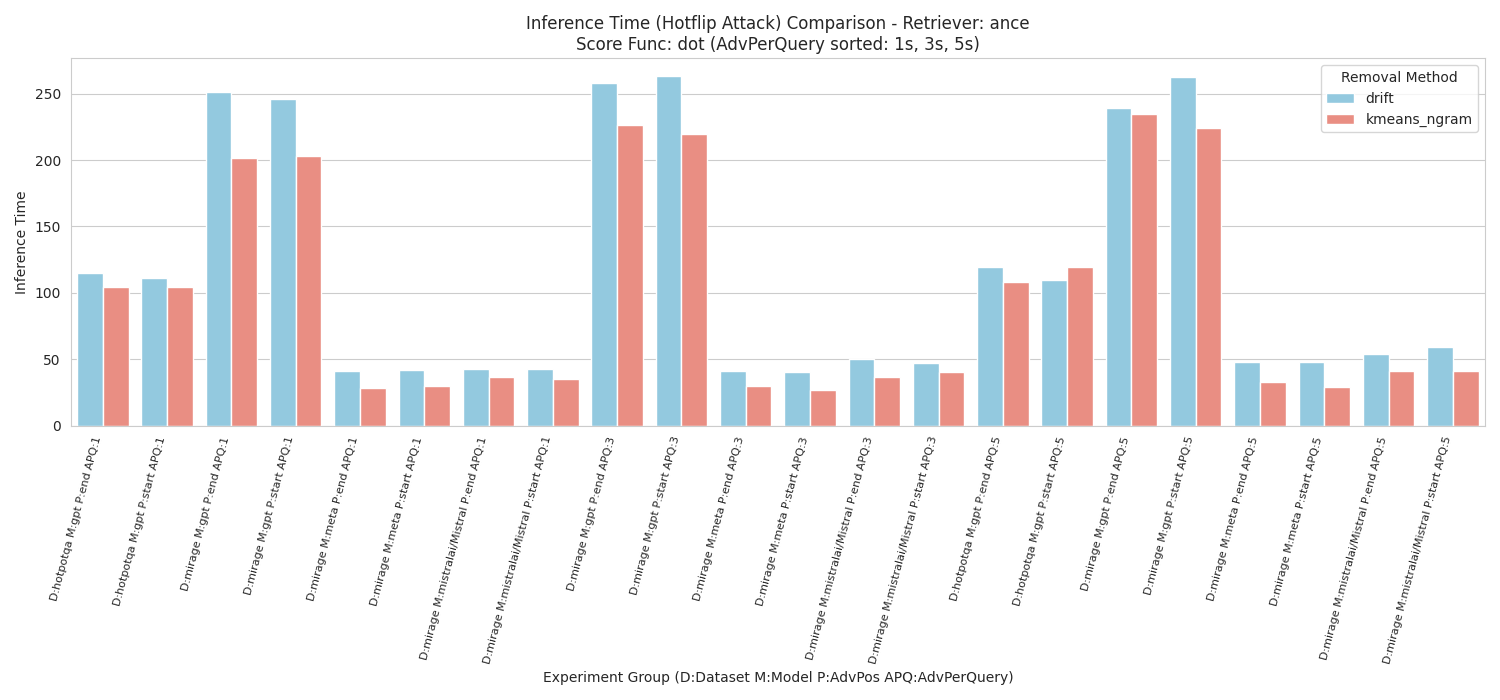 Inference Time (Hotflip Attack) Comparison - Retriever: ance
Score Func: dot (AdvPerQuery sorted: 1s, 3s, 5s)
Removal Method
drift
kmeans_ngram
Inference Time
250
200
150
100
50
0
D:hotpotqa M:gpt P:end APQ:1
D:hotpotqa M:gpt P:start APQ:1
D:mirage M:gpt P:end APQ:1
D:mirage M:gpt P:start APQ:1
D:mirage M:meta P:end APQ:1
D:mirage M:meta P:start APQ:1
D:mirage M:mistralai/Mistral P:end APQ:1
D:mirage M:mistralai/Mistral P:start APQ:1
D:mirage M:gpt P:end APQ:3
D:mirage M:gpt P:start APQ:3
D:mirage M:meta P:end APQ:3
D:mirage M:meta P:start APQ:3
D:mirage M:mistralai/Mistral P:end APQ:3
D:mirage M:mistralai/Mistral P:start APQ:3
D:hotpotqa M:gpt P:end APQ:5
D:hotpotqa M:gpt P:start APQ:5
D:mirage M:gpt P:end APQ:5
D:mirage M:gpt P:start APQ:5
D:mirage M:meta P:end APQ:5
D:mirage M:meta P:start APQ:5
D:mirage M:mistralai/Mistral P:end APQ:5
D:mirage M:mistralai/Mistral P:start APQ:5
Experiment Group (D:Dataset M:Model P:AdvPos APQ:AdvPerQuery)